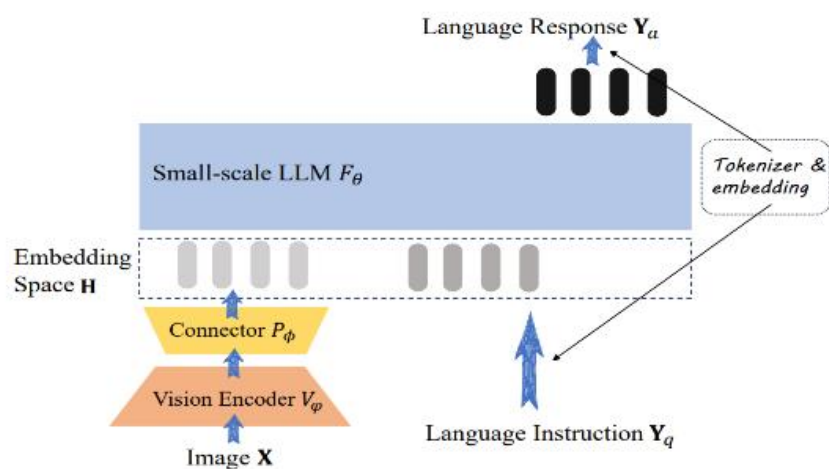 Language Response Y_a
Small-scale LLM F_θ
Tokenizer &
embedding
Embedding
Space H
Connector P_ϕ
Vision Encoder V_φ
Language Instruction Y_q
Image X